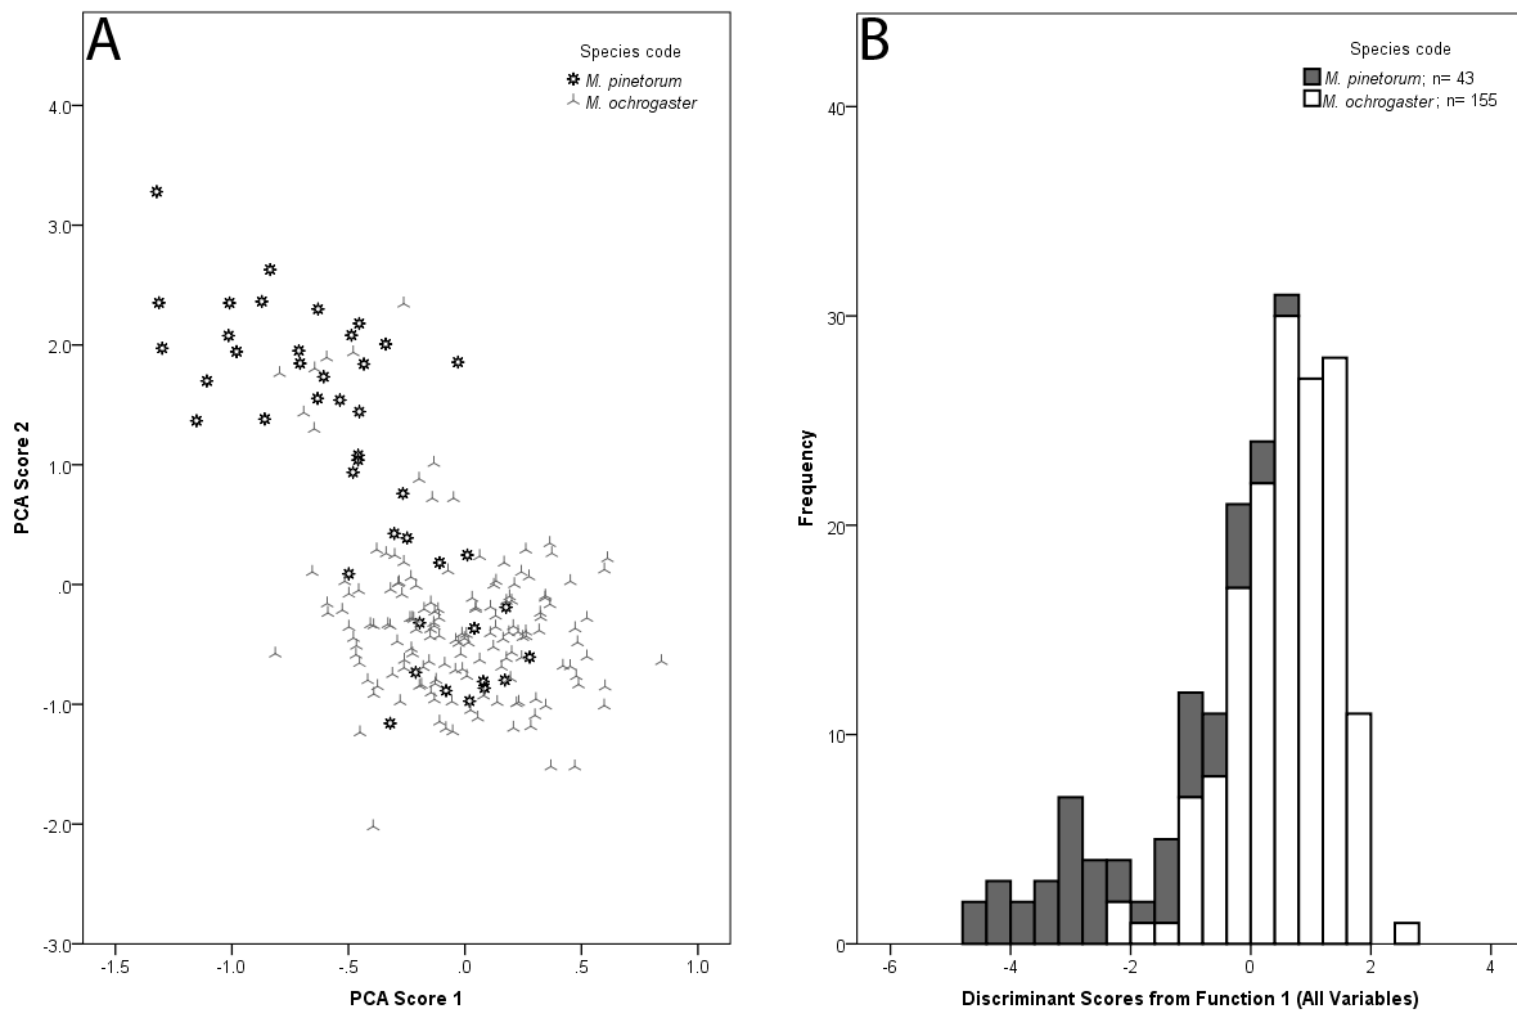 A
Species code
M. pinetorum
M. ochrogaster
4.0
3.0
2.0
1.0
.0
-1.0
-2.0
-3.0
PCA Score 2
-1.5
-1.0
-.5
.0
.5
1.0
PCA Score 1
B
Species code
M. pinetorum; n= 43
M. ochrogaster; n= 155
40
30
20
10
0
Frequency
-6
-4
-2
0
2
4
Discriminant Scores from Function 1 (All Variables)